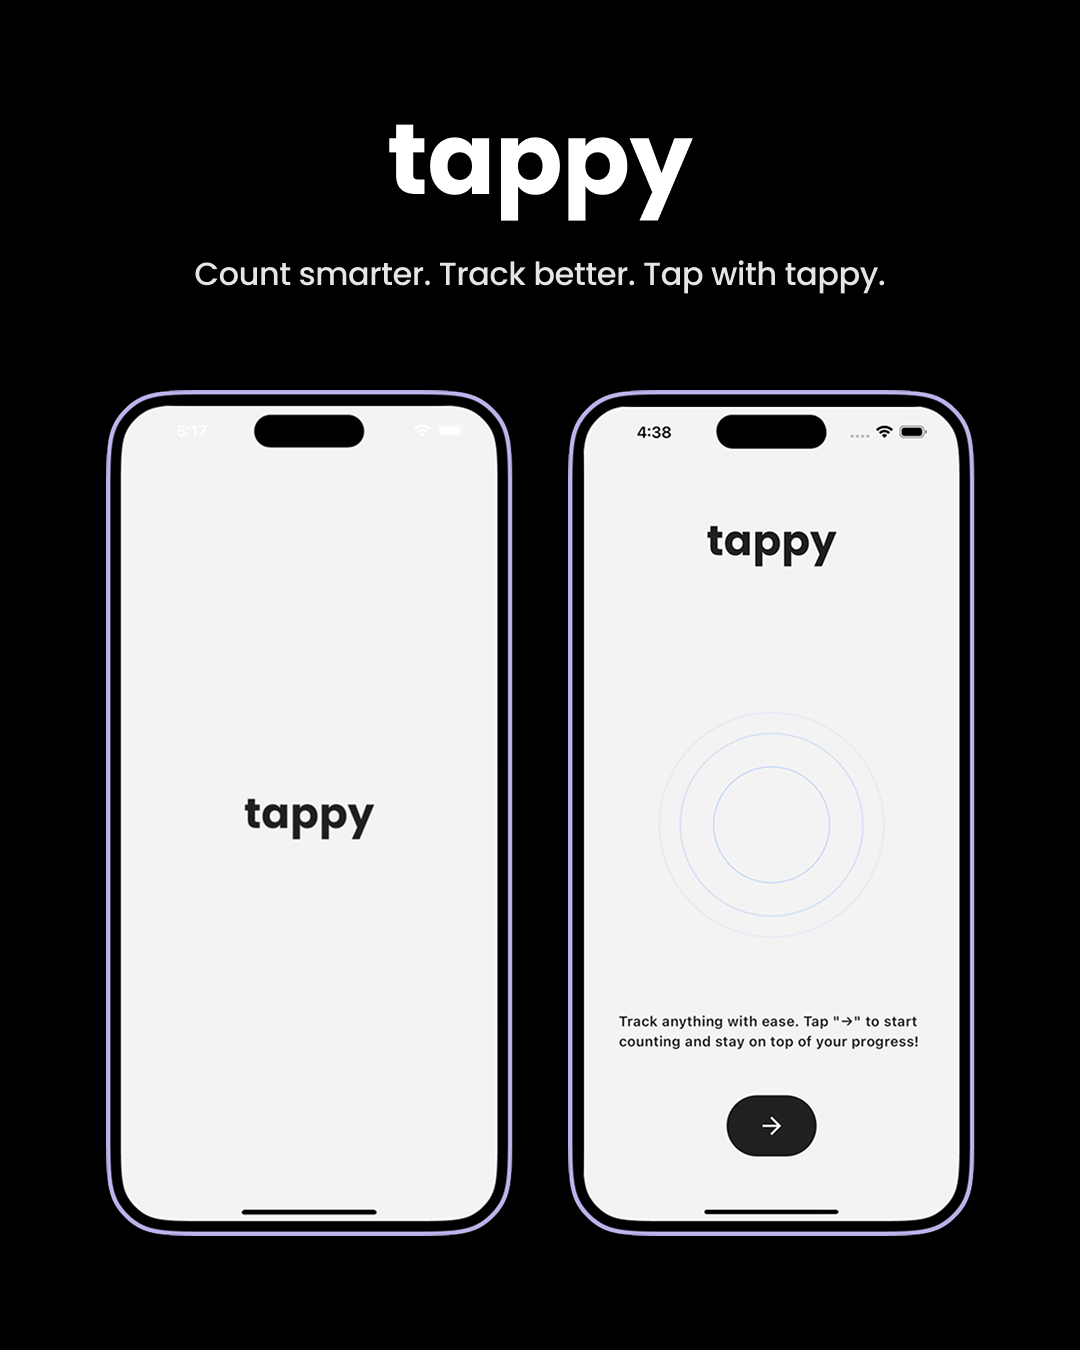 tappy
Count smarter. Track better. Tap with tappy.
5:17
tappy
4:38
tappy
Track anything with ease. Tap "→" to start
counting and stay on top of your progress!
→